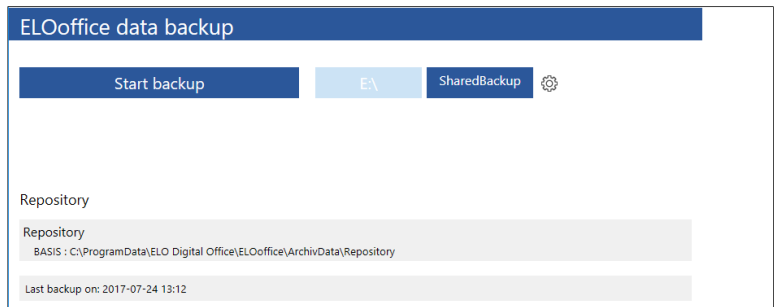 ELOoffice data backup
Start backup E:\ SharedBackup
Repository
Repository
BASIS : C:\ProgramData\ELO Digital Office\ELOoffice\ArchivData\Repository
Last backup on: 2017-07-24 13:12